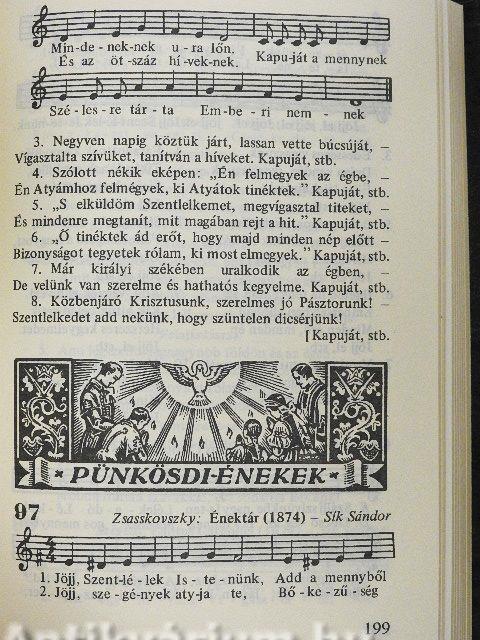 Min-de-nek-nek u-ra lőn.
És az öt-száz hí-vek-nek. Kapu-ját a mennynek
Szé-les-re tár-ta Em-be-ri nem-nek
3. Negyven napig köztük járt, lassan vette búcsúját, –
Vígasztalta szívüket, tanítván a híveket. Kapuját, stb.
4. Szólott nékik eképen: „Én felmegyek az égbe, –
Én Atyámhoz felmégyek, ki Atyátok tinéktek.” Kapuját, stb.
5. „S elküldöm Szentlelkemet, megvígasztal titeket, –
És mindenre megtanít, mit magában rejt a hit.” Kapuját, stb.
6. „Ő tinéktek ád erőt, hogy majd minden nép előtt –
Bizonyságot tegyetek rólam, ki most elmegyek.” Kapuját, stb.
7. Már királyi székében uralkodik az égben, –
De velünk van szerelme és hathatós kegyelme. Kapuját, stb.
8. Közbenjáró Krisztusunk, szerelmes jó Pásztorunk! –
Szentlelkedet add nekünk, hogy szüntelen dicsérjünk!
[Kapuját, stb.
PÜNKÖSDI-ÉNEKEK
97
Zsasskovszky: Énektár (1874) – Sík Sándor
1. Jöjj, Szent-lé-lek Is-te-nünk, Add a mennyből
2. Jöjj, sze-gé-nyek aty-ja te, Bő-ke-zű-ség
199